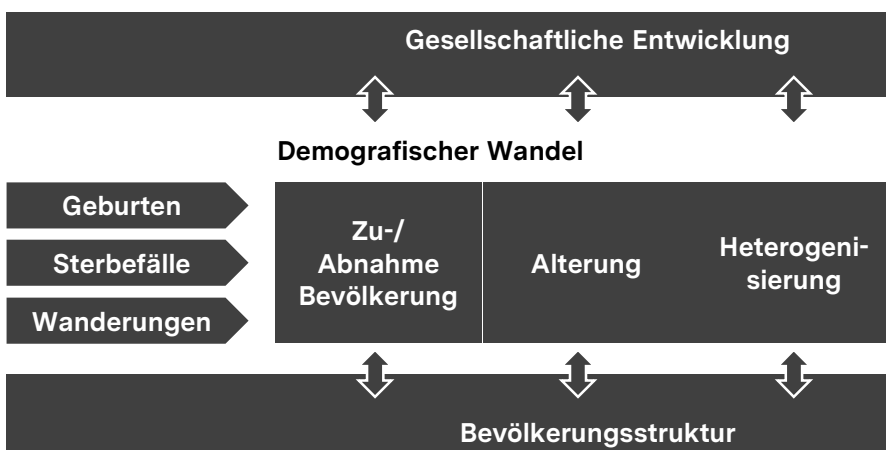 Gesellschaftliche Entwicklung
Demografischer Wandel
Geburten
Sterbefälle
Wanderungen
Zu-/
Abnahme
Bevölkerung
Alterung
Heterogeni-
sierung
Bevölkerungsstruktur